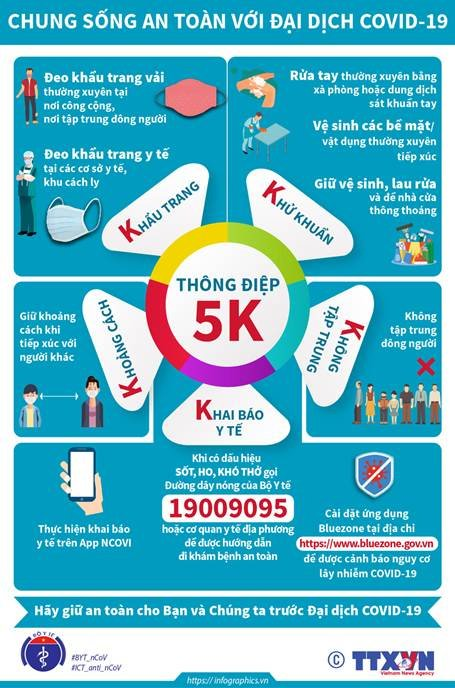 CHUNG SỐNG AN TOÀN VỚI ĐẠI DỊCH COVID-19
Đeo khẩu trang vải
thường xuyên tại
nơi công cộng,
nơi tập trung đông người
Đeo khẩu trang y tế
tại các cơ sở y tế,
khu cách ly
Rửa tay thường xuyên bằng
xà phòng hoặc dung dịch
sát khuẩn tay
Vệ sinh các bề mặt/
vật dụng thường xuyên
tiếp xúc
Giữ vệ sinh, lau rửa
và để nhà cửa
thông thoáng
KHẨU TRANG
KHỬ KHUẨN
THÔNG ĐIỆP
5K
Giữ khoảng
cách khi
tiếp xúc với
người khác
KHOẢNG CÁCH
KHÔNG
TẬP TRUNG
Không
tập trung
đông người
KHAI BÁO
Y TẾ
Thực hiện khai báo
y tế trên App NCOVI
Khi có dấu hiệu
SỐT, HO, KHÓ THỞ gọi
Đường dây nóng của Bộ Y tế
19009095
hoặc cơ quan y tế địa phương
để được hướng dẫn
đi khám bệnh an toàn
Cài đặt ứng dụng
Bluezone tại địa chỉ
https://www.bluezone.gov.vn
để được cảnh báo nguy cơ
lây nhiễm COVID-19
Hãy giữ an toàn cho Bạn và Chúng ta trước Đại dịch COVID-19
BỘ Y TẾ
#BYT_nCoV
#ICT_anti_nCoV
© TTXVN
Vietnam News Agency
https://infographics.vn